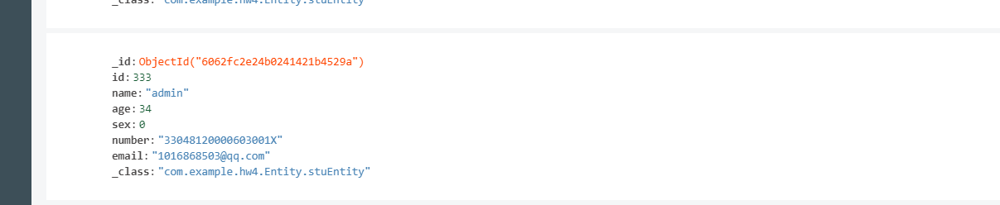 _class: "com.example.hw4.Entity.stuEntity"
_id: ObjectId("6062fc2e24b0241421b4529a")
id: 333
name: "admin"
age: 34
sex: 0
number: "33048120000603001X"
email: "1016868503@qq.com"
_class: "com.example.hw4.Entity.stuEntity"